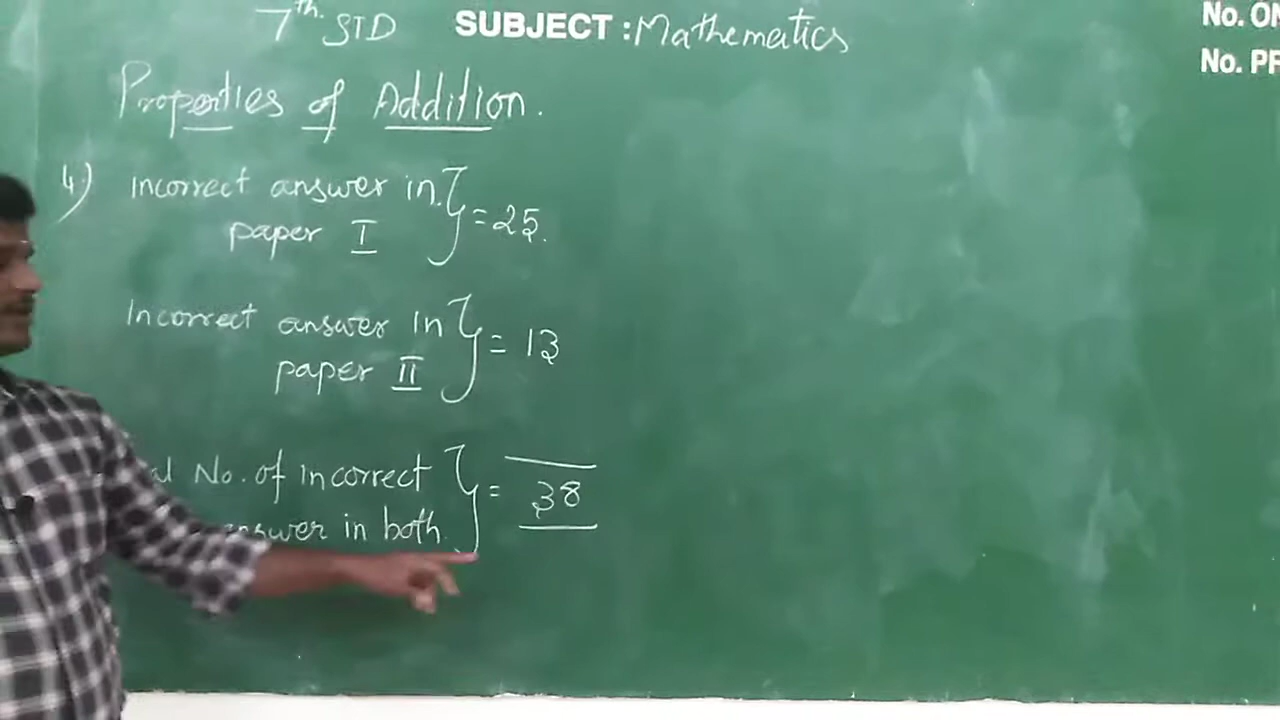 7th STD SUBJECT : Mathematics
No.
No.
Properties of Addition.
4.) Incorrect answer in
paper I } = 25.
Incorrect answer in
paper II } = 13
No. of incorrect
answer in both } = 38